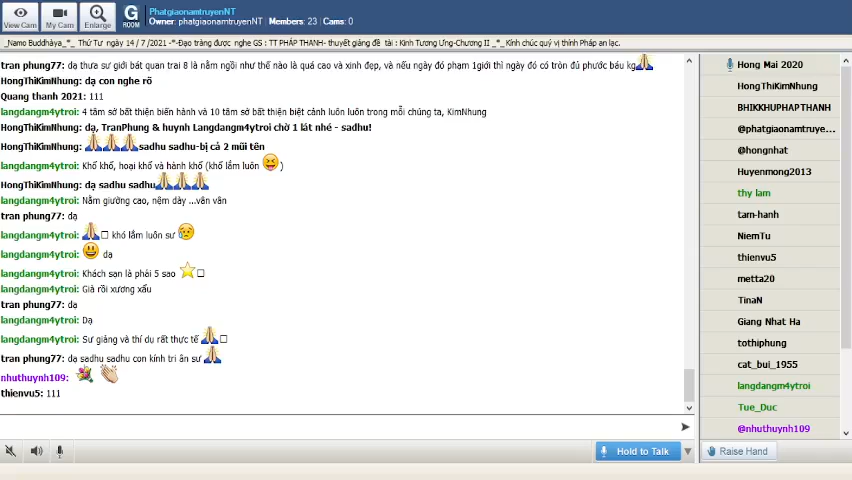 View Cam
My Cam
Enlarge
G
ROOM
PhatgiaonamtruyenNT
Owner: phatgiaonamtruyenNT | Members: 23 | Cams: 0
_Namo Buddhàya_*_ Thứ Tư ngày 14 / 7 /2021 -*-Đạo tràng được nghe GS : TT PHÁP THANH- thuyết giảng đề tài : Kinh Tương Ưng-Chương II _*_ Kính chúc quý vị thính Pháp an lạc.
tran phung77: dạ thưa sư giới bát quan trai 8 là nằm ngồi như thế nào là quá cao và xinh đẹp, và nếu ngày đó phạm 1giới thì ngày đó có tròn đủ phước báu kg
HongThiKimNhung: dạ con nghe rõ
Quang thanh 2021: 111
langdangm4ytroi: 4 tâm sở bất thiện biến hành và 10 tâm sở bất thiện biệt cảnh luôn luôn trong mỗi chúng ta, KimNhung
HongThiKimNhung: dạ, TranPhung & huynh Langdangm4ytroi chờ 1 lát nhé - sadhu!
HongThiKimNhung: sadhu sadhu-bị cả 2 mũi tên
langdangm4ytroi: Khổ khổ, hoại khổ và hành khổ (khổ lắm luôn )
HongThiKimNhung: dạ sadhu sadhu
langdangm4ytroi: Nằm giường cao, nệm dày ...vân vân
tran phung77: dạ
langdangm4ytroi: khó lắm luôn sư
langdangm4ytroi: dạ
langdangm4ytroi: Khách sạn là phải 5 sao
langdangm4ytroi: Già rồi xương xẩu
tran phung77: dạ
langdangm4ytroi: Dạ
langdangm4ytroi: Sư giảng và thí dụ rất thực tế
tran phung77: dạ sadhu sadhu con kính tri ân sư
nhuthuynh109:
thienvu5: 111
Hold to Talk
Hong Mai 2020
HongThiKimNhung
BHIKKHUPHAPTHANH
@phatgiaonamtruye...
@hongnhat
Huyenmong2013
thy lam
tam-hanh
NiemTu
thienvu5
metta20
TinaN
Giang Nhat Ha
tothiphung
cat_bui_1955
langdangm4ytroi
Tue_Duc
@nhuthuynh109
Raise Hand